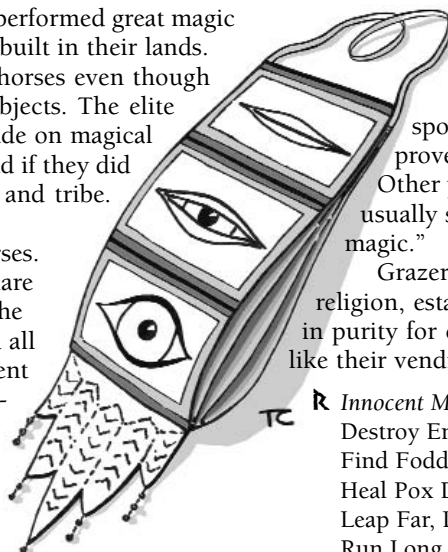 performed great magic
built in their lands.
horses even though
bjects. The elite
de on magical
d if they did
and tribe.
rses.
are
he
all
ent
-
spo
prove
Other
usually s
magic.”
Grazer
religion, esta
in purity for
like their vend
TC
Innocent M
Destroy En
Find Fodd
Heal Pox
Leap Far,
Run Long